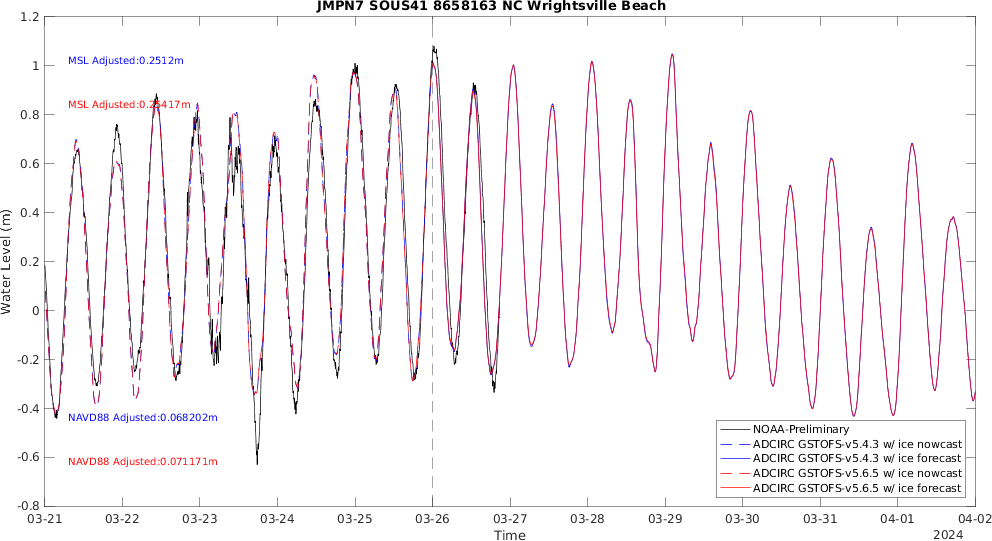 JMPN7 SOUS41 8658163 NC Wrightsville Beach
1.2
1
0.8
0.6
0.4
0.2
0
-0.2
-0.4
-0.6
-0.8
Water Level (m)
MSL Adjusted:0.2512m
MSL Adjusted:0.25417m
NAVD88 Adjusted:0.068202m
NAVD88 Adjusted:0.071171m
NOAA-Preliminary
ADCIRC GSTOFS-v5.4.3 w/ ice nowcast
ADCIRC GSTOFS-v5.4.3 w/ ice forecast
ADCIRC GSTOFS-v5.6.5 w/ ice nowcast
ADCIRC GSTOFS-v5.6.5 w/ ice forecast
03-21 03-22 03-23 03-24 03-25 03-26 03-27 03-28 03-29 03-30 03-31 04-01 04-02
Time
2024